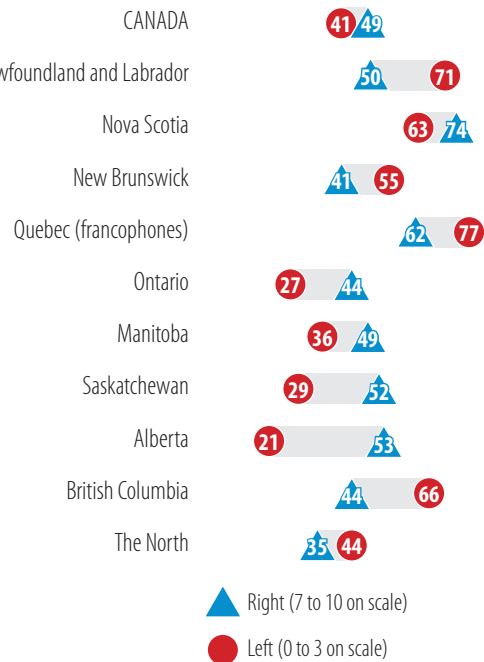 CANADA 41 49
wfoundland and Labrador 50 71
Nova Scotia 63 74
New Brunswick 41 55
Quebec (francophones) 62 77
Ontario 27 44
Manitoba 36 49
Saskatchewan 29 52
Alberta 21 53
British Columbia 44 66
The North 35 44
Right (7 to 10 on scale)
Left (0 to 3 on scale)